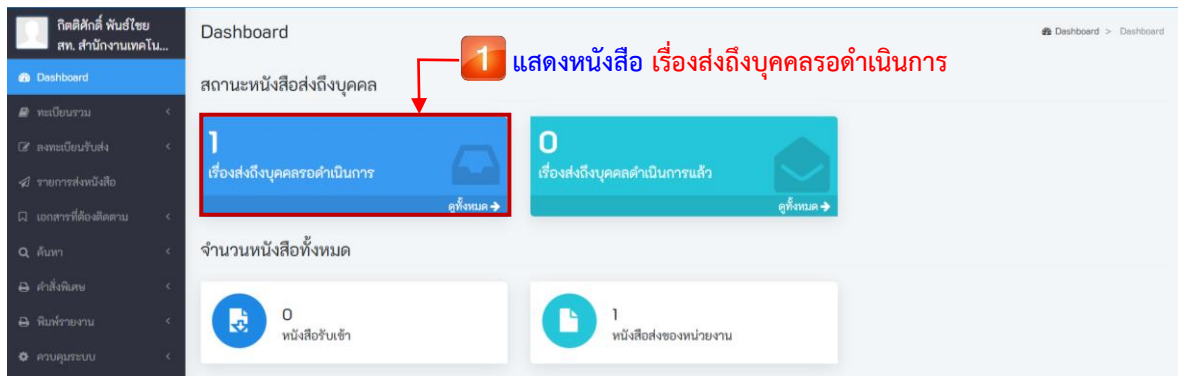 กิตติศักดิ์ พันธ์ไชย
สท. สำนักงานเทคโน...
Dashboard
ทะเบียนรวม
ลงทะเบียนรับส่ง
รายการส่งหนังสือ
เอกสารที่ต้องติดตาม
ค้นหา
คำสั่งพิเศษ
พิมพ์รายงาน
ควบคุมระบบ
Dashboard
Dashboard > Dashboard
1 แสดงหนังสือ เรื่องส่งถึงบุคคลรอดำเนินการ
สถานะหนังสือส่งถึงบุคคล
1
เรื่องส่งถึงบุคคลรอดำเนินการ
ดูทั้งหมด
0
เรื่องส่งถึงบุคคลดำเนินการแล้ว
ดูทั้งหมด
จำนวนหนังสือทั้งหมด
0
หนังสือรับเข้า
1
หนังสือส่งของหน่วยงาน